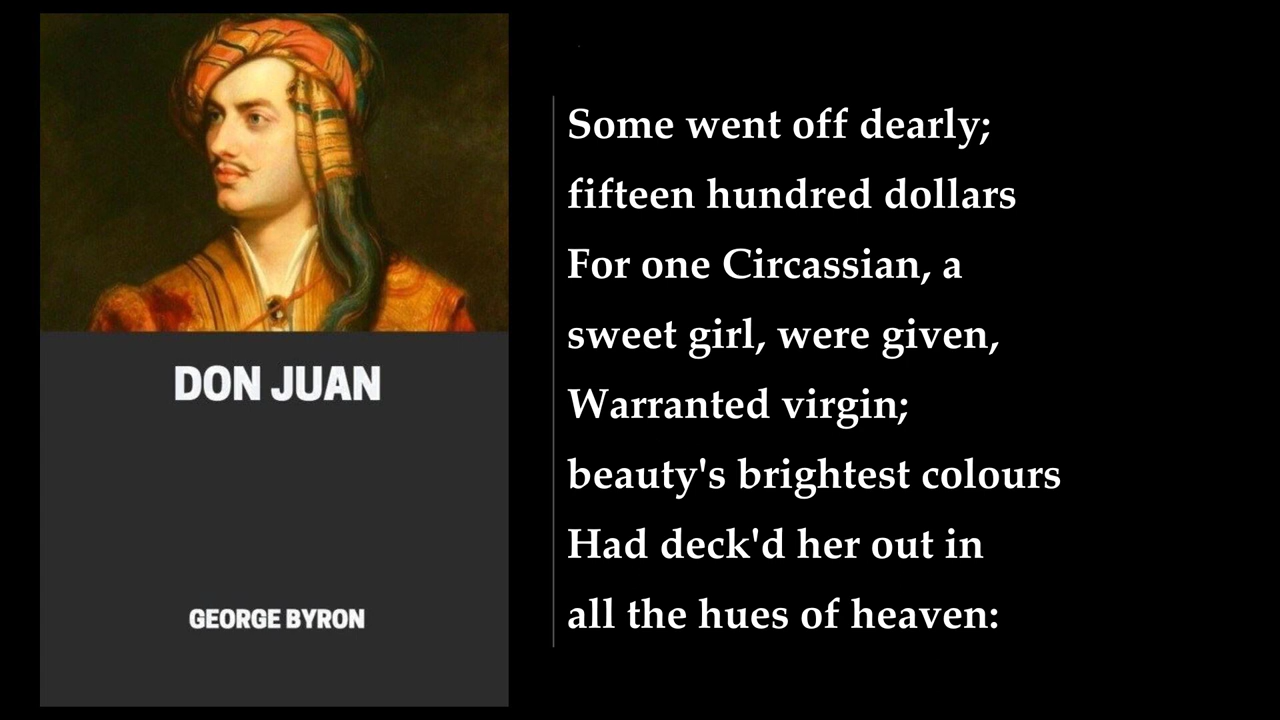 DON JUAN
GEORGE BYRON
Some went off dearly;
fifteen hundred dollars
For one Circassian, a
sweet girl, were given,
Warranted virgin;
beauty's brightest colours
Had deck'd her out in
all the hues of heaven: